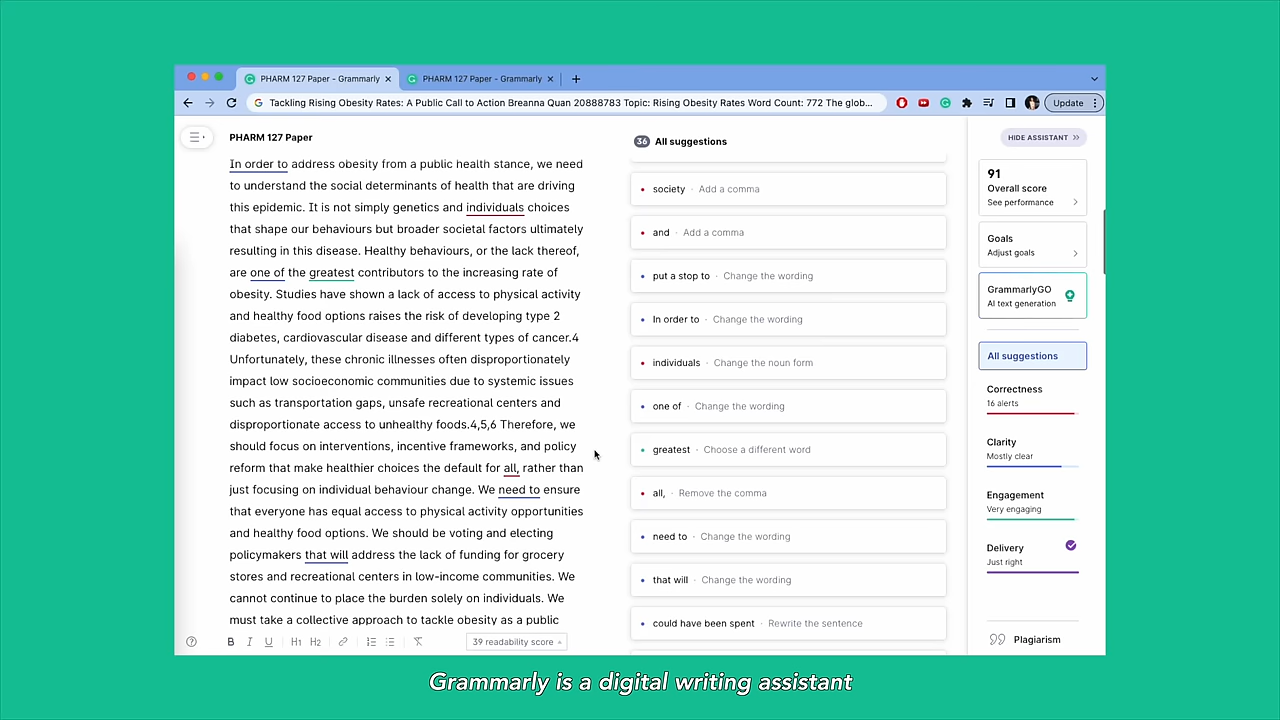 PHARM 127 Paper - Grammarly
PHARM 127 Paper - Grammarly
Tackling Rising Obesity Rates: A Public Call to Action Breanna Quan 20888783 Topic: Rising Obesity Rates Word Count: 772 The glob...
Update
PHARM 127 Paper
In order to address obesity from a public health stance, we need
to understand the social determinants of health that are driving
this epidemic. It is not simply genetics and individuals choices
that shape our behaviours but broader societal factors ultimately
resulting in this disease. Healthy behaviours, or the lack thereof,
are one of the greatest contributors to the increasing rate of
obesity. Studies have shown a lack of access to physical activity
and healthy food options raises the risk of developing type 2
diabetes, cardiovascular disease and different types of cancer.4
Unfortunately, these chronic illnesses often disproportionately
impact low socioeconomic communities due to systemic issues
such as transportation gaps, unsafe recreational centers and
disproportionate access to unhealthy foods.4,5,6 Therefore, we
should focus on interventions, incentive frameworks, and policy
reform that make healthier choices the default for all, rather than
just focusing on individual behaviour change. We need to ensure
that everyone has equal access to physical activity opportunities
and healthy food options. We should be voting and electing
policymakers that will address the lack of funding for grocery
stores and recreational centers in low-income communities. We
cannot continue to place the burden solely on individuals. We
must take a collective approach to tackle obesity as a public
B I U H1 H2
39 readability score
36 All suggestions
society · Add a comma
and · Add a comma
put a stop to · Change the wording
In order to · Change the wording
individuals · Change the noun form
one of · Change the wording
greatest · Choose a different word
all, · Remove the comma
need to · Change the wording
that will · Change the wording
could have been spent · Rewrite the sentence
HIDE ASSISTANT
91
Overall score
See performance
Goals
Adjust goals
GrammarlyGO
AI text generation
All suggestions
Correctness
16 alerts
Clarity
Mostly clear
Engagement
Very engaging
Delivery
Just right
Plagiarism
Grammarly is a digital writing assistant